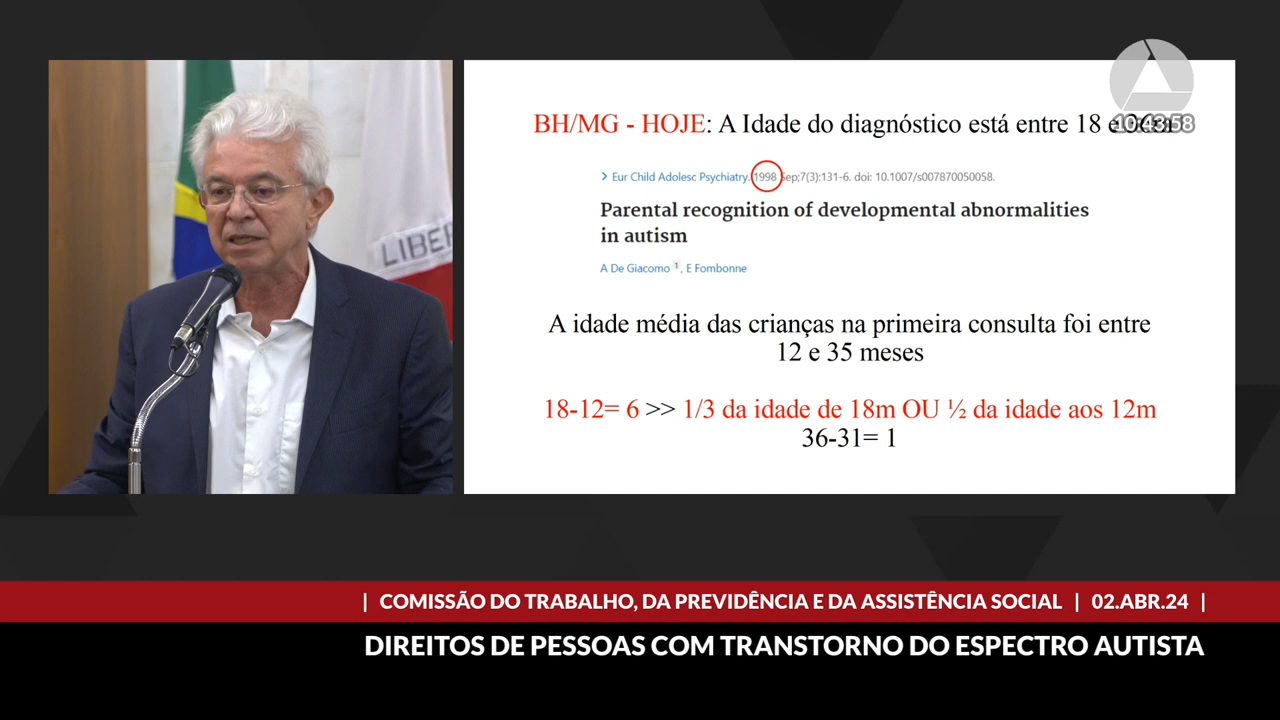 BH/MG - HOJE: A Idade do diagnóstico está entre 18 e
10:43:58
Eur Child Adolesc Psychiatry. 1998 Sep;7(3):131-6. doi: 10.1007/s007870050058.
Parental recognition of developmental abnormalities
in autism
A De Giacomo 1, E Fombonne
A idade média das crianças na primeira consulta foi entre
12 e 35 meses
18-12= 6 >> 1/3 da idade de 18m OU ½ da idade aos 12m
36-31= 1
LIBER
| COMISSÃO DO TRABALHO, DA PREVIDÊNCIA E DA ASSISTÊNCIA SOCIAL | 02.ABR.24 |
DIREITOS DE PESSOAS COM TRANSTORNO DO ESPECTRO AUTISTA